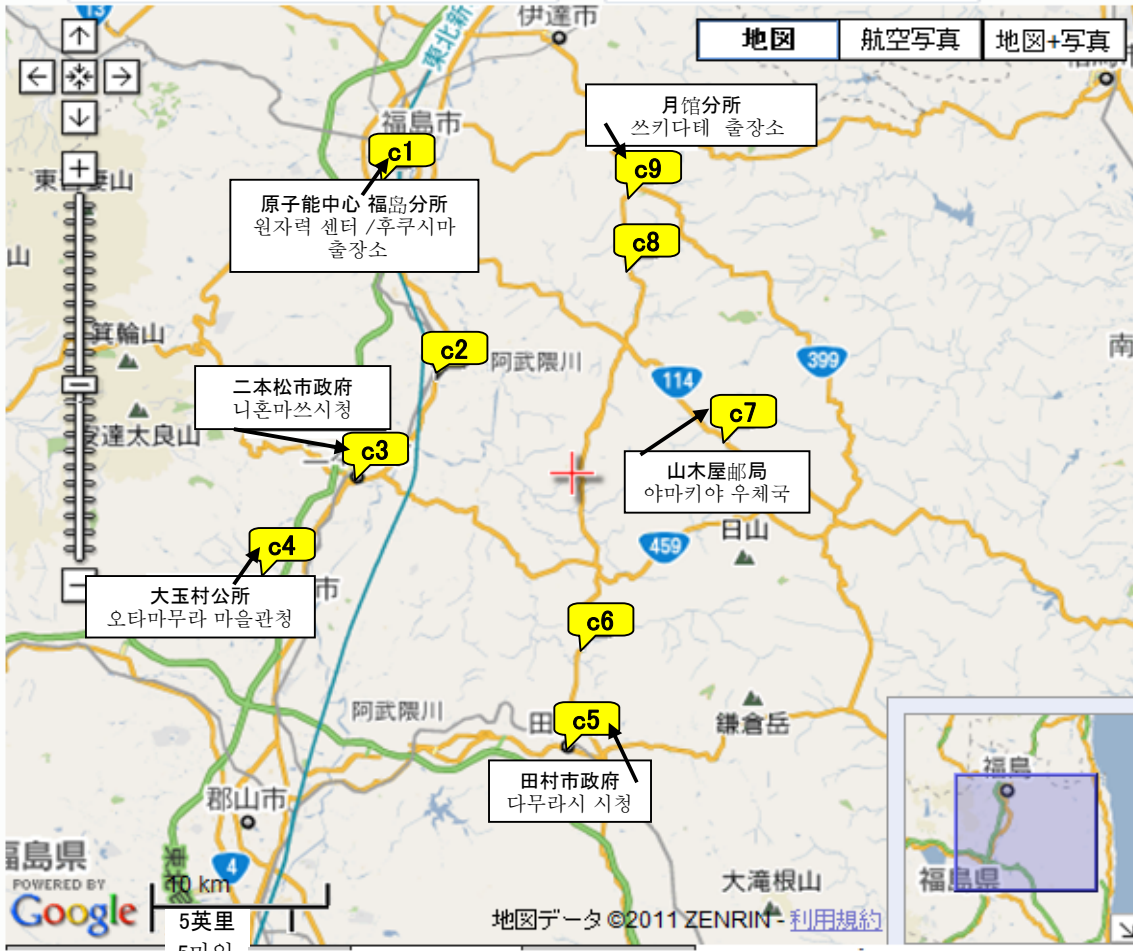 13
東北新
伊達市
地図
航空写真
地図+写真
福島市
月馆分所
쓰키다테 출장소
c1
c9
原子能中心 福岛分所
원자력 센터 /후쿠시마
출장소
c8
山
箕輪山
c2
阿武隈川
399
南
114
二本松市政府
니혼마쓰시청
c7
安達太良山
c3
山木屋邮局
야마키야 우체국
459
日山
c4
大玉村公所
오타마무라 마을관청
市
c6
阿武隈川
田
c5
鎌倉岳
田村市政府
다무라시 시청
福島
郡山市
福島県
4
10 km
大滝根山
福島県
POWERED BY
Google
5英里
地図データ ©2011 ZENRIN - 利用規約